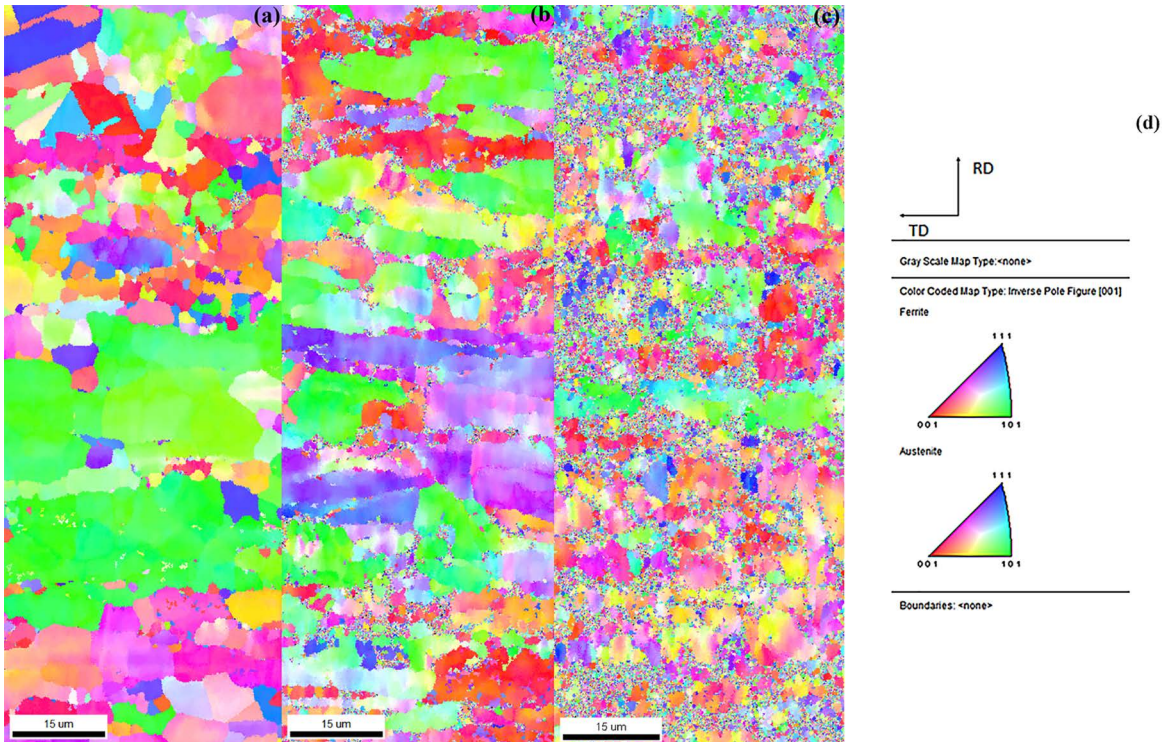 (a)
(b)
(c)
(d)
RD
TD
Gray Scale Map Type:<none>
Color Coded Map Type: Inverse Pole Figure [001]
Ferrite
1 1 1
0 0 1
1 0 1
Austenite
1 1 1
0 0 1
1 0 1
Boundaries: <none>
15 um
15 um
15 um